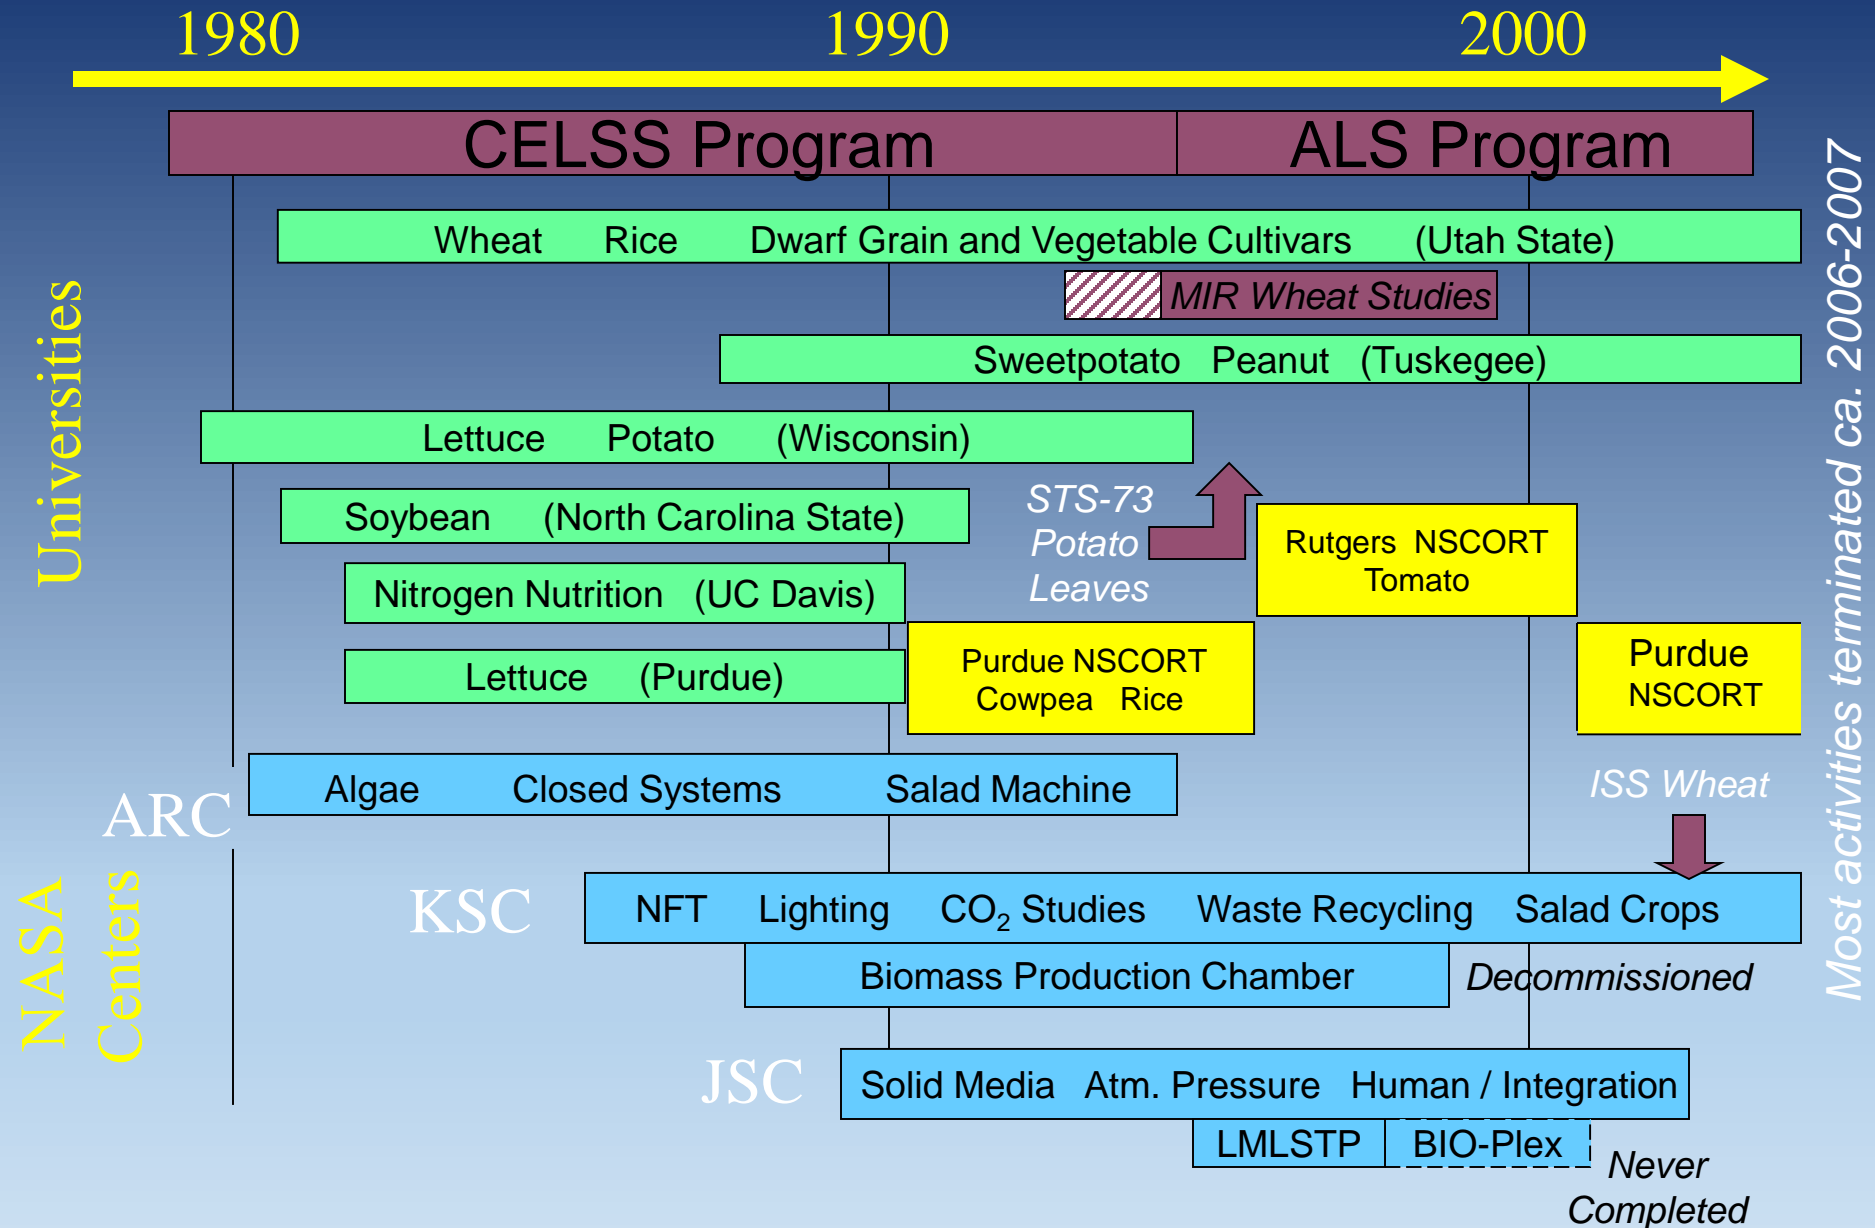 1980 1990 2000
CELSS Program ALS Program
Universities
Wheat Rice Dwarf Grain and Vegetable Cultivars (Utah State)
MIR Wheat Studies
Sweetpotato Peanut (Tuskegee)
Lettuce Potato (Wisconsin)
Soybean (North Carolina State)
STS-73
Potato
Leaves
Rutgers NSCORT
Tomato
Nitrogen Nutrition (UC Davis)
Lettuce (Purdue)
Purdue NSCORT
Cowpea Rice
Purdue
NSCORT
NASA
Centers
ARC
Algae Closed Systems Salad Machine
ISS Wheat
KSC
NFT Lighting CO₂ Studies Waste Recycling Salad Crops
Biomass Production Chamber
Decommissioned
JSC
Solid Media Atm. Pressure Human / Integration
LMLSTP BIO-Plex
Never
Completed
Most activities terminated ca. 2006-2007